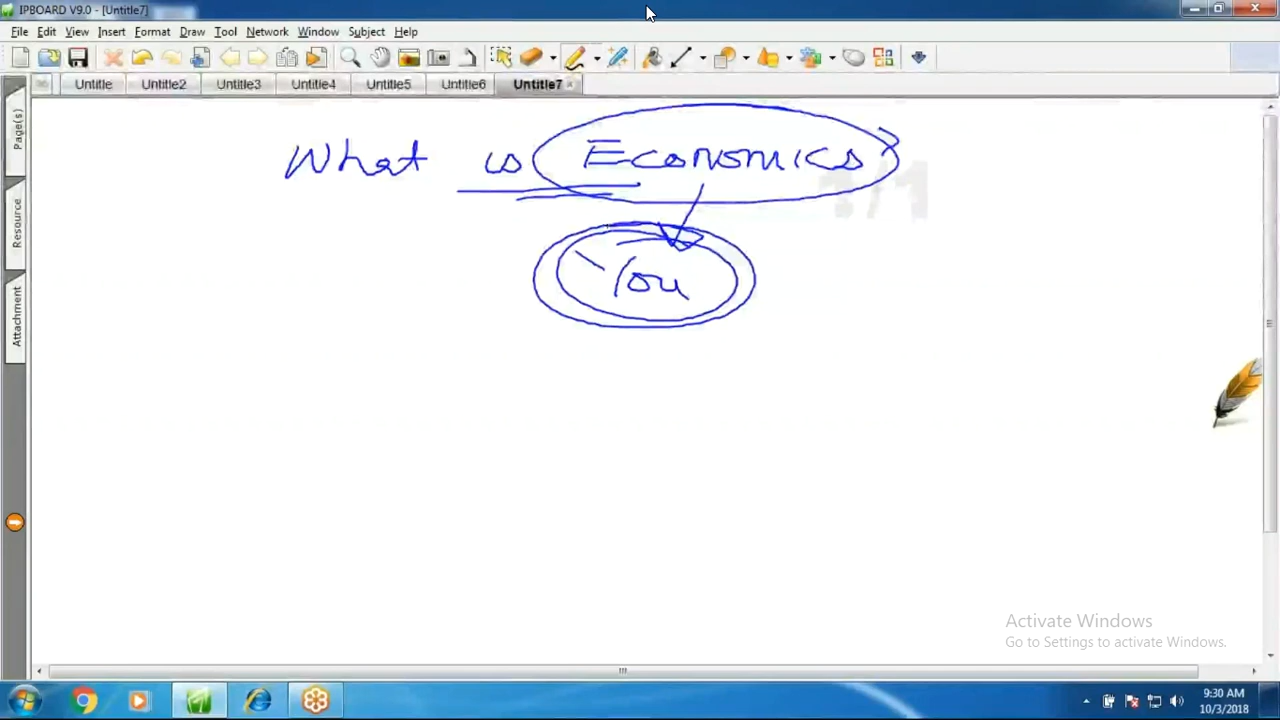 IPBOARD V9.0 - [Untitle7]
File Edit View Insert Format Draw Tool Network Window Subject Help
Untitle Untitle2 Untitle3 Untitle4 Untitle5 Untitle6 Untitle7
Page(s)
Resource
Attachment
What is Economics?
1/1
You
Activate Windows
Go to Settings to activate Windows.
9:30 AM
10/3/2018